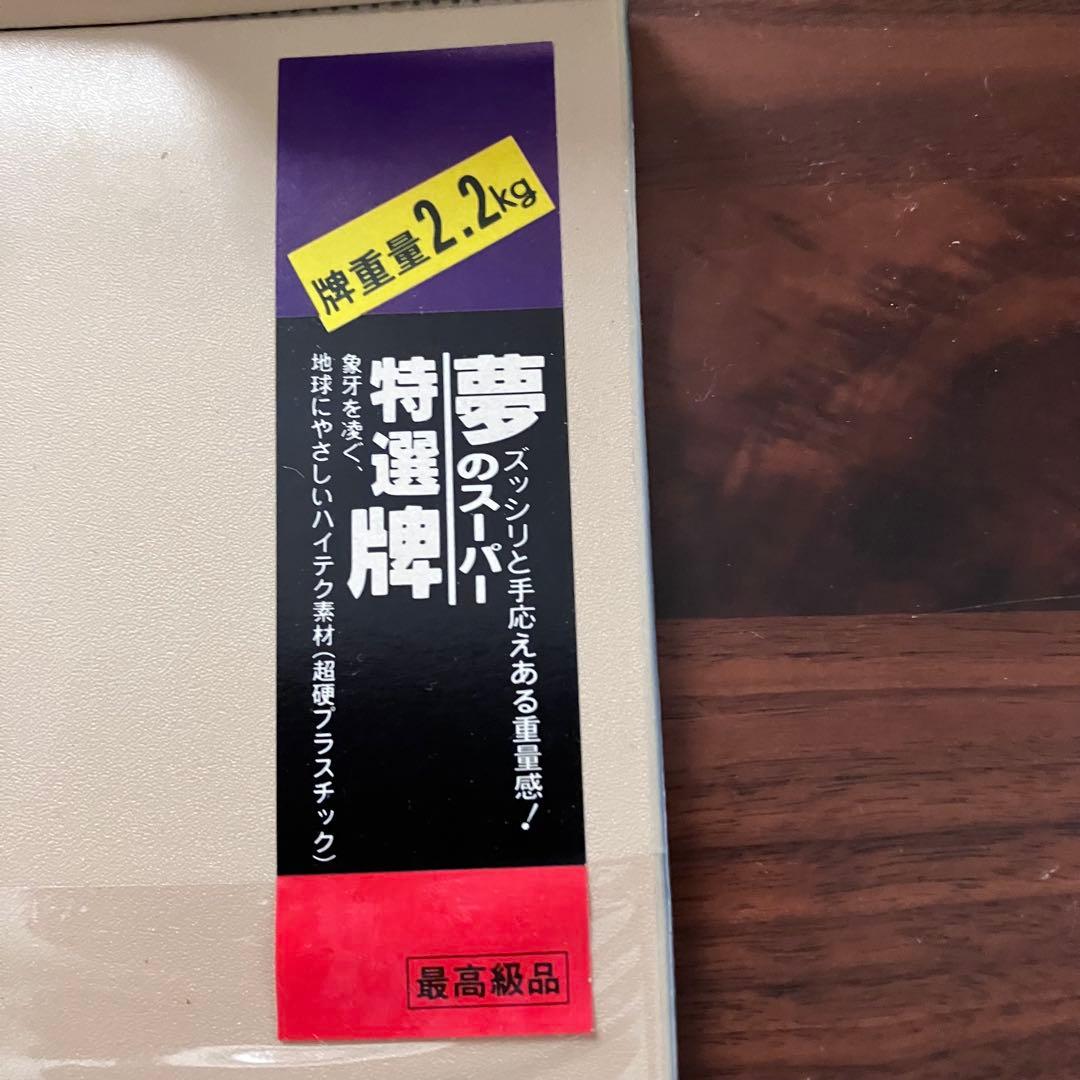 牌重量2.2kg
夢のスーパー
ズッシリと手応えある重量感!
特選牌
象牙を凌ぐ、
地球にやさしいハイテク素材(超硬プラスチック)
最高級品